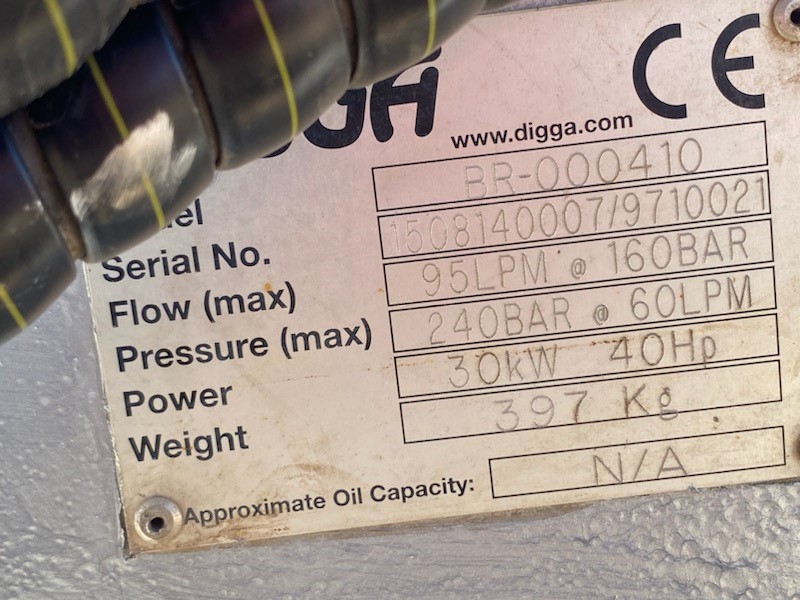 GA CE
www.digga.com
el BR-000410
Serial No. 1508140007/9710021
Flow (max) 95LPM @ 160BAR
Pressure (max) 240BAR @ 60LPM
Power 30kW 40Hp
Weight 397 Kg
Approximate Oil Capacity: N/A